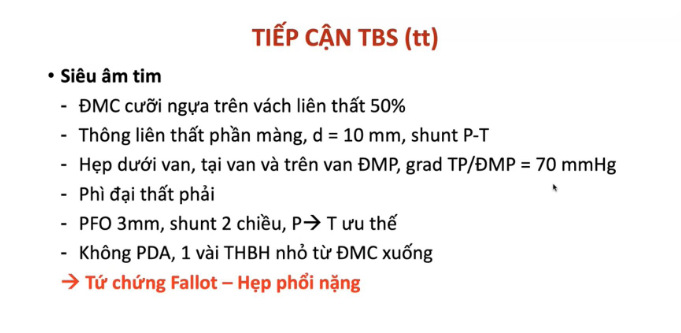 TIẾP CẬN TBS (tt)
• Siêu âm tim
- ĐMC cưỡi ngựa trên vách liên thất 50%
- Thông liên thất phần màng, d = 10 mm, shunt P-T
- Hẹp dưới van, tại van và trên van ĐMP, grad TP/ĐMP = 70 mmHg
- Phì đại thất phải
- PFO 3mm, shunt 2 chiều, P→ T ưu thế
- Không PDA, 1 vài THBH nhỏ từ ĐMC xuống
→ Tứ chứng Fallot – Hẹp phổi nặng